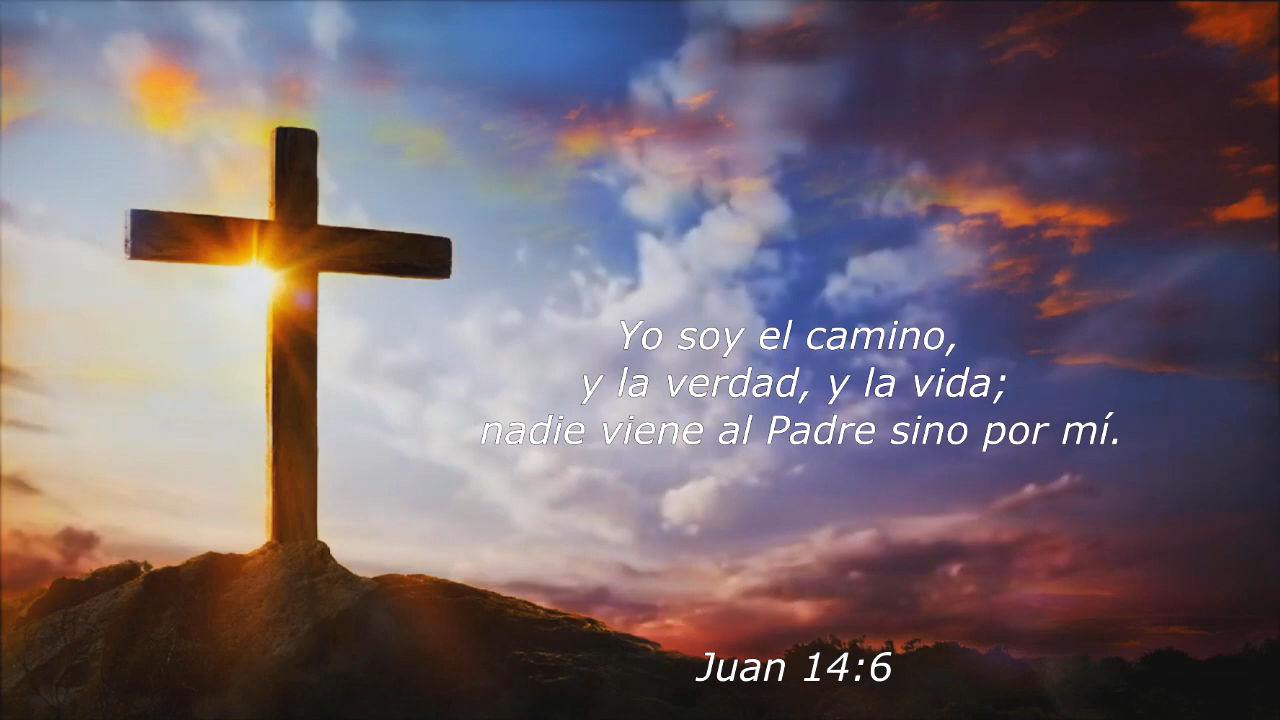 Yo soy el camino,
y la verdad, y la vida;
nadie viene al Padre sino por mí.
Juan 14:6